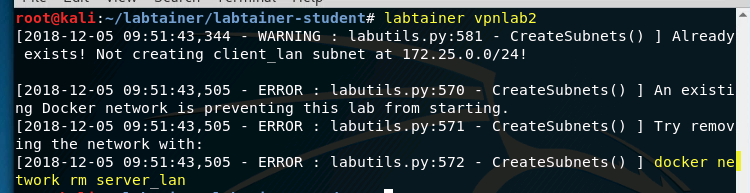 root@kali:~/labtainer/labtainer-student# labtainer vpnlab2
[2018-12-05 09:51:43,344 - WARNING : labutils.py:581 - CreateSubnets() ] Already
 exists! Not creating client_lan subnet at 172.25.0.0/24!
[2018-12-05 09:51:43,505 - ERROR : labutils.py:570 - CreateSubnets() ] An existi
ng Docker network is preventing this lab from starting.
[2018-12-05 09:51:43,505 - ERROR : labutils.py:571 - CreateSubnets() ] Try remov
ing the network with:
[2018-12-05 09:51:43,505 - ERROR : labutils.py:572 - CreateSubnets() ] docker ne
twork rm server_lan